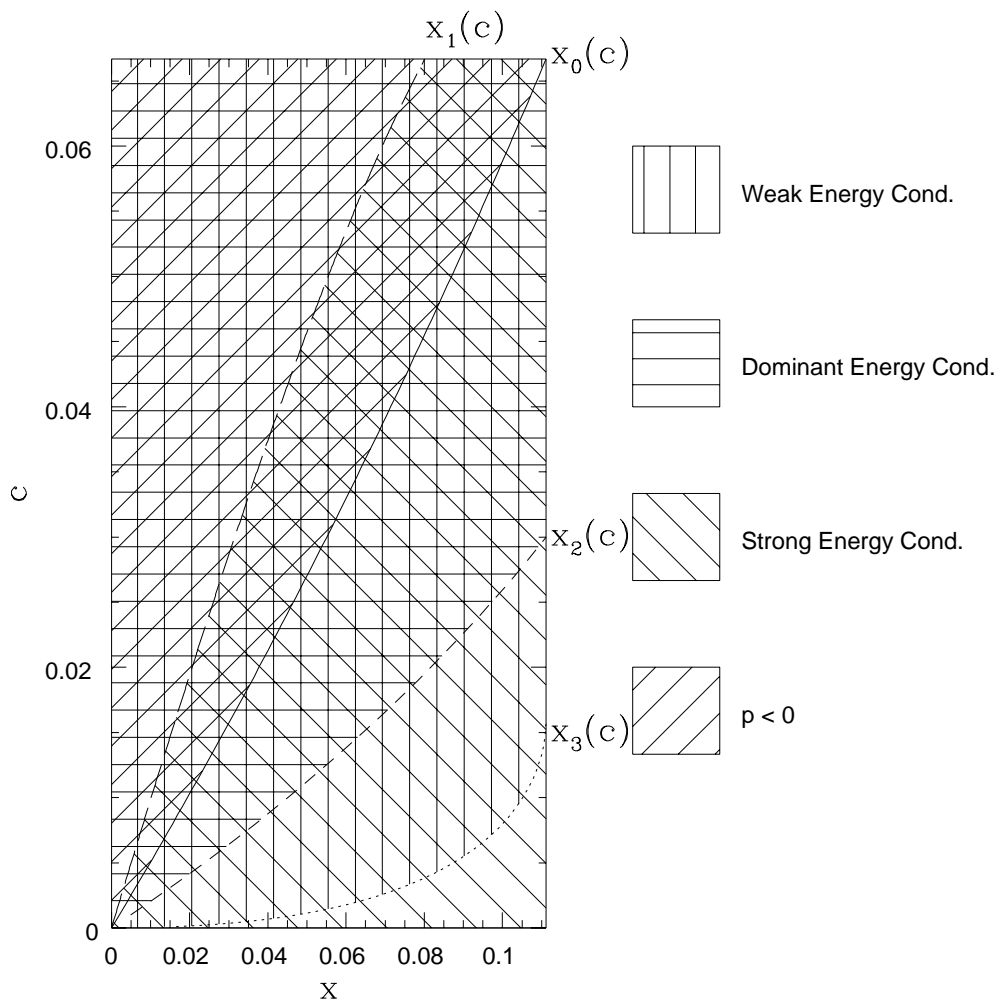 x₁(c)
x₀(c)
0.06
Weak Energy Cond.
Dominant Energy Cond.
0.04
c
x₂(c)
Strong Energy Cond.
0.02
x₃(c)
p < 0
0
0 0.02 0.04 0.06 0.08 0.1
x